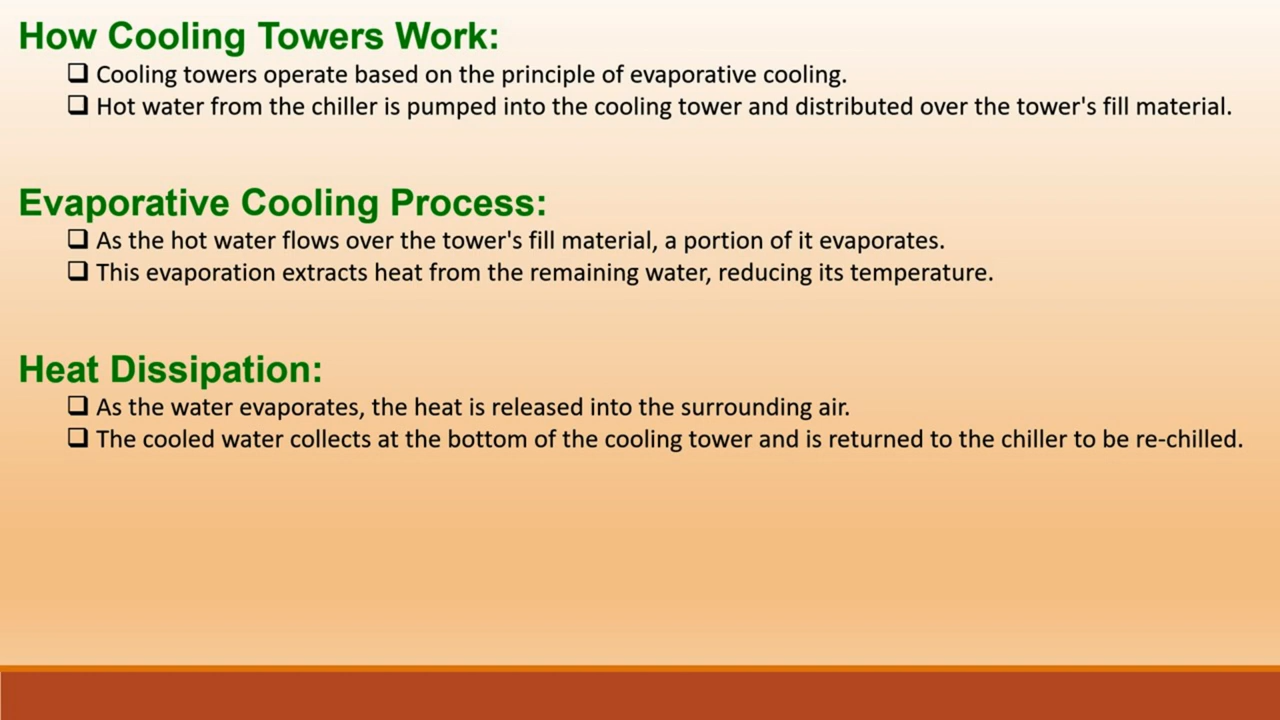 How Cooling Towers Work:
❑ Cooling towers operate based on the principle of evaporative cooling.
❑ Hot water from the chiller is pumped into the cooling tower and distributed over the tower's fill material.
Evaporative Cooling Process:
❑ As the hot water flows over the tower's fill material, a portion of it evaporates.
❑ This evaporation extracts heat from the remaining water, reducing its temperature.
Heat Dissipation:
❑ As the water evaporates, the heat is released into the surrounding air.
❑ The cooled water collects at the bottom of the cooling tower and is returned to the chiller to be re-chilled.